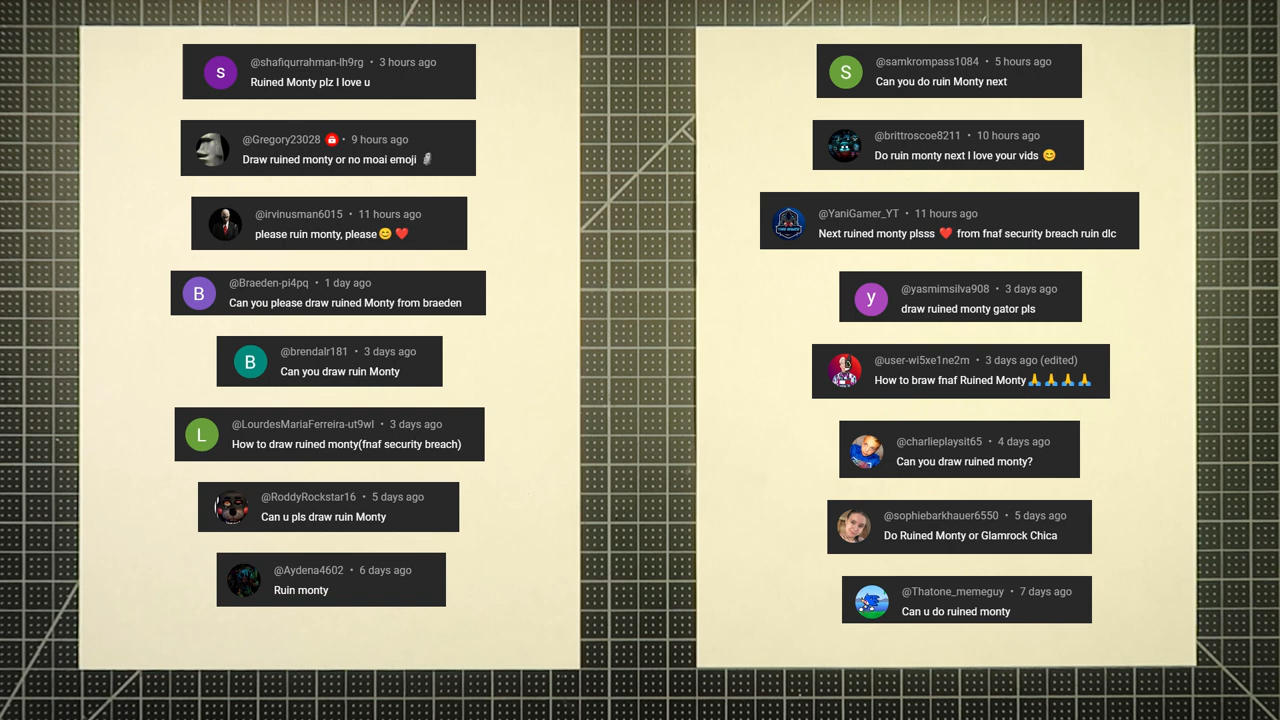 @shafiqurrahman-lh9rg • 3 hours ago
Ruined Monty plz I love u
@Gregory23028 • 9 hours ago
Draw ruined monty or no moai emoji 🗿
@irvinusman6015 • 11 hours ago
please ruin monty, please😊❤️
@Braeden-pi4pq • 1 day ago
Can you please draw ruined Monty from braeden
@brendalr181 • 3 days ago
Can you draw ruin Monty
@LourdesMariaFerreira-ut9wl • 3 days ago
How to draw ruined monty(fnaf security breach)
@RoddyRockstar16 • 5 days ago
Can u pls draw ruin Monty
@Aydena4602 • 6 days ago
Ruin monty
@samkrompass1084 • 5 hours ago
Can you do ruin Monty next
@brittroscoe8211 • 10 hours ago
Do ruin monty next I love your vids 😊
@YaniGamer_YT • 11 hours ago
Next ruined monty plsss ❤️ from fnaf security breach ruin dlc
@yasmimsilva908 • 3 days ago
draw ruined monty gator pls
@user-wi5xe1ne2m • 3 days ago (edited)
How to braw fnaf Ruined Monty🙏🙏🙏🙏
@charlieplaysit65 • 4 days ago
Can you draw ruined monty?
@sophiebarkhauer6550 • 5 days ago
Do Ruined Monty or Glamrock Chica
@Thatone_memeguy • 7 days ago
Can u do ruined monty